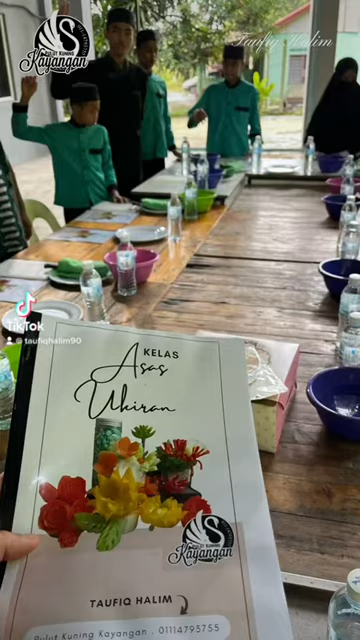 PULUT KUNING
Kayangan
Taufiq Halim
TikTok
@ taufiqhalim90
KELAS
Asas
Ukiran
PULUT KUNING
Kayangan
TAUFIQ HALIM
Pulut Kuning Kayangan . 01114795755